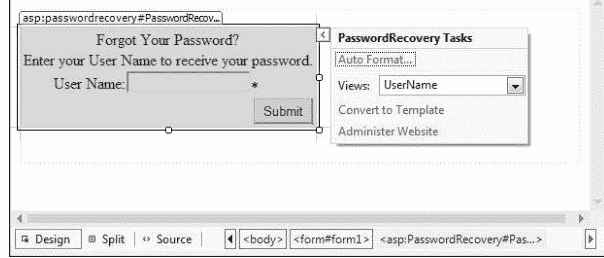 asp:passwordrecovery#PasswordRecov...
Forgot Your Password?
Enter your User Name to receive your password.
User Name: *
Submit
<
PasswordRecovery Tasks
Auto Format...
Views: UserName
Convert to Template
Administer Website
Design Split Source <body> <form#form1> <asp:PasswordRecovery#Pas...>